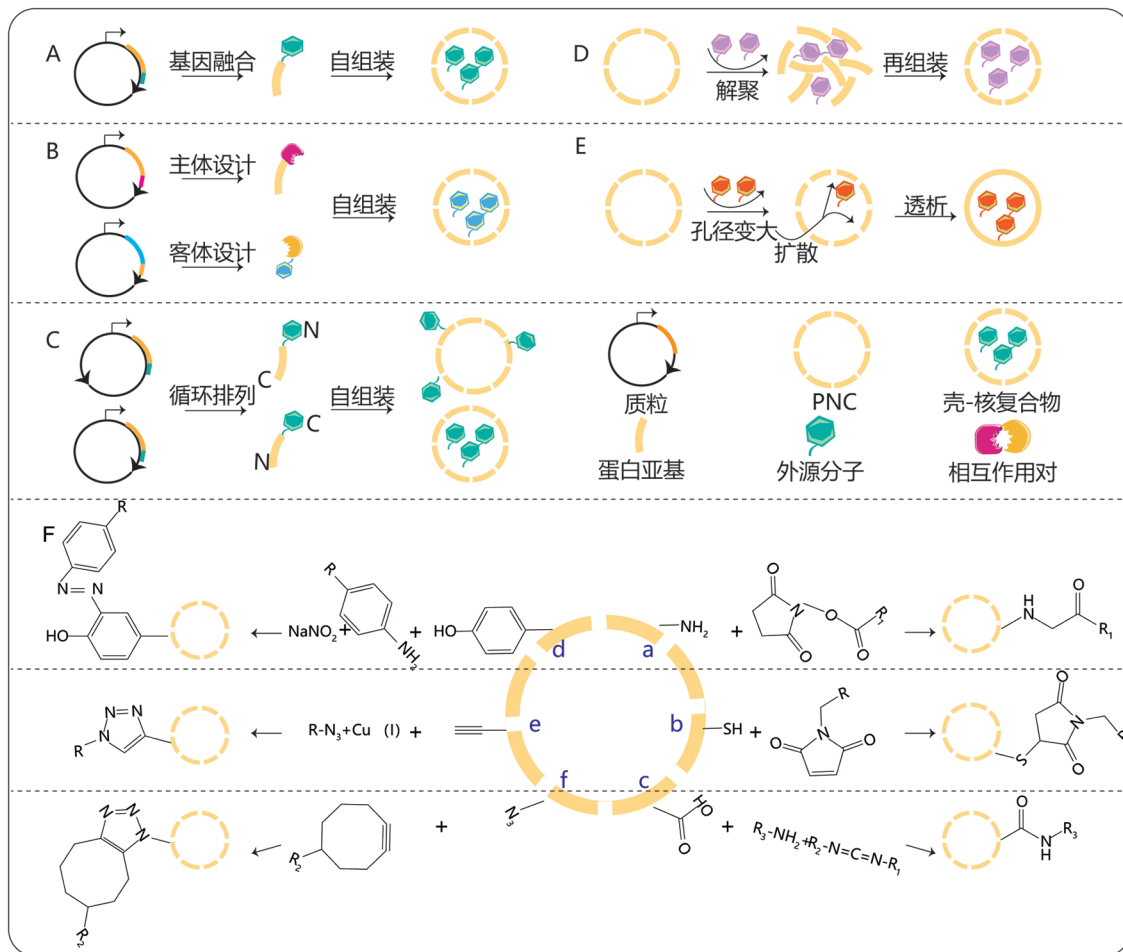 A
基因融合
自组装
D
解聚
再组装
B
主体设计
客体设计
自组装
E
孔径变大
扩散
透析
C
循环排列
N
C
C
N
自组装
质粒
PNC
壳-核复合物
蛋白亚基
外源分子
相互作用对
F
R
N=N
HO
NaNO₂+
R
NH₂
+
HO
d
a
NH₂
+
O
N
O
O
O
R₁
H
N
O
R₁
N=N
N
R
R-N₃+Cu (I)
+
e
b
SH
+
R
N
O
O
O
N
O
S
R
N=N
N
R₂
R₂
+
N₃
f
c
HO
O
+
R₃-NH₂+R₂-N=C=N-R₁
O
N
H
R₃